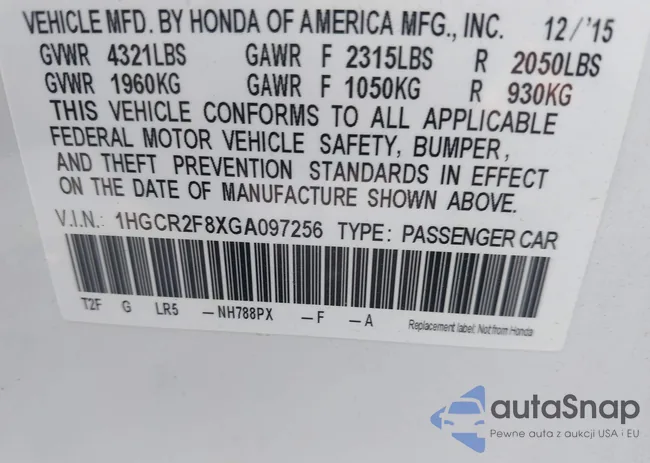 VEHICLE MFD. BY HONDA OF AMERICA MFG., INC. 12/'15
GVWR 4321LBS GAWR F 2315LBS R 2050LBS
GVWR 1960KG GAWR F 1050KG R 930KG
THIS VEHICLE CONFORMS TO ALL APPLICABLE
FEDERAL MOTOR VEHICLE SAFETY, BUMPER,
AND THEFT PREVENTION STANDARDS IN EFFECT
ON THE DATE OF MANUFACTURE SHOWN ABOVE.
V.I.N.: 1HGCR2F8XGA097256 TYPE: PASSENGER CAR
T2F G LR5 -NH788PX -F -A
Replacement label: Not from Honda
autaSnap
Pewne auta z aukcji USA i EU